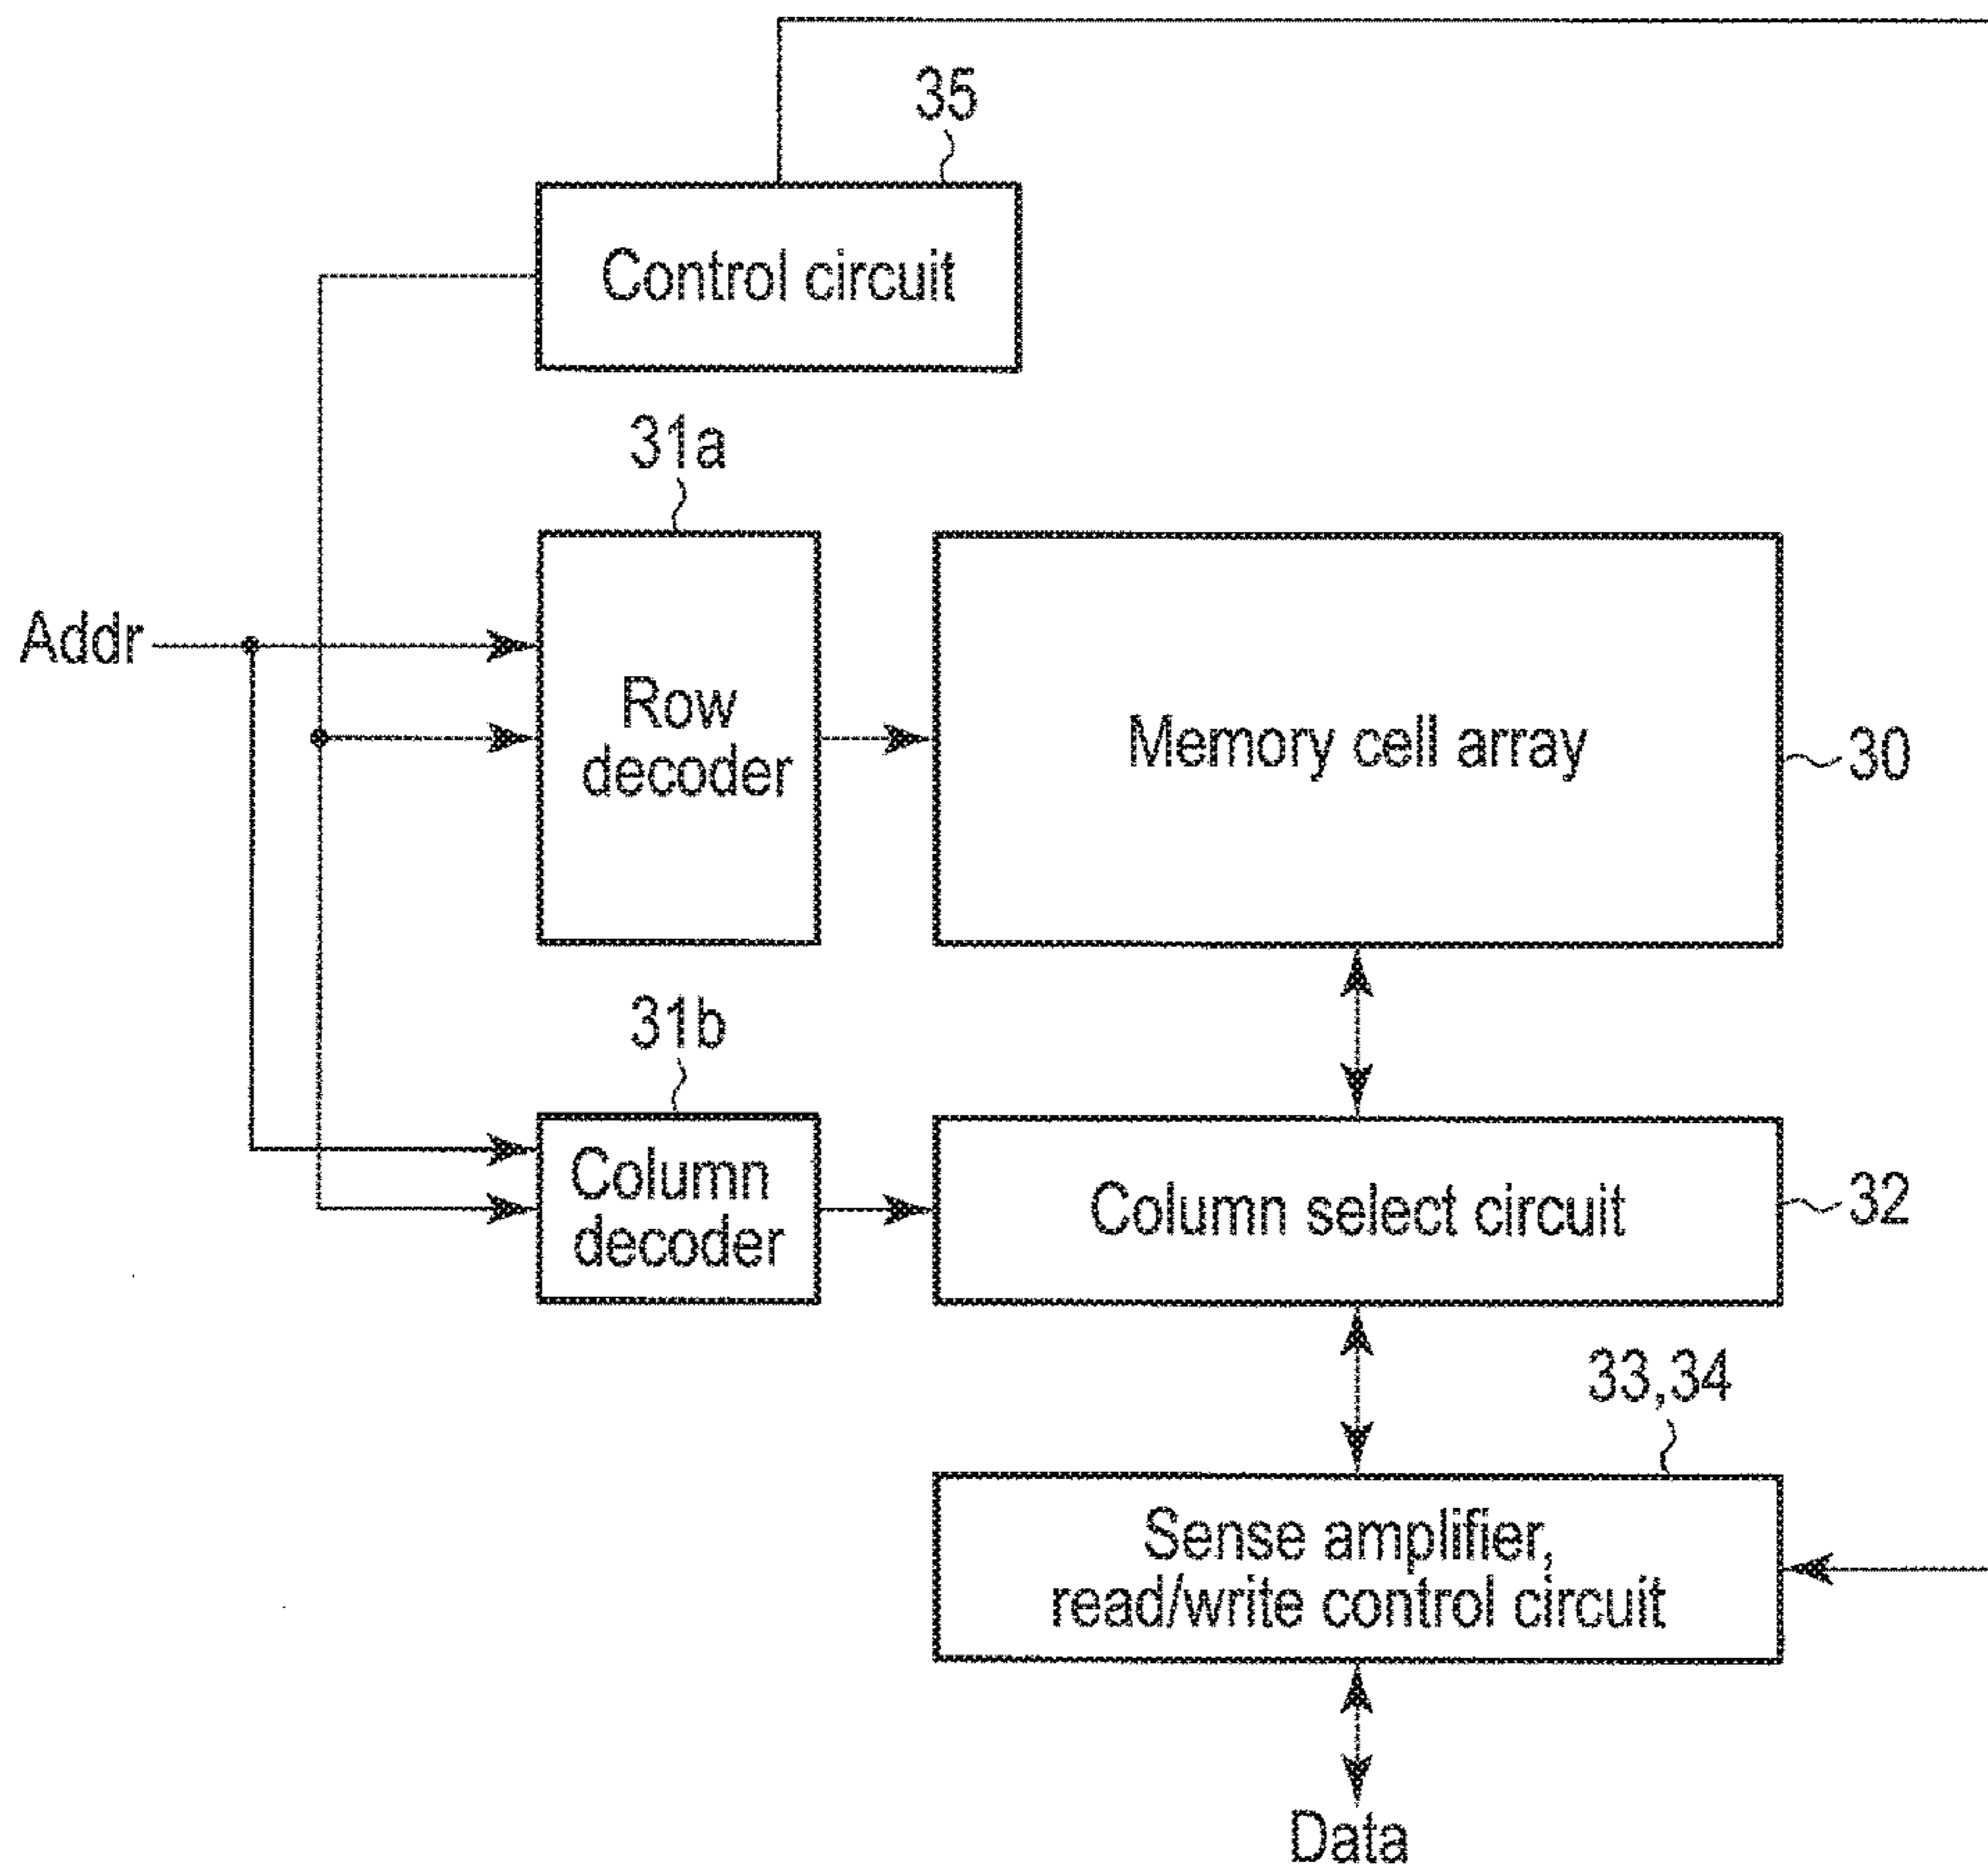 35
Control circuit
31a
Addr
Row
decoder
Memory cell array
30
31b
Column
decoder
Column select circuit
32
33,34
Sense amplifier,
read/write control circuit
Data